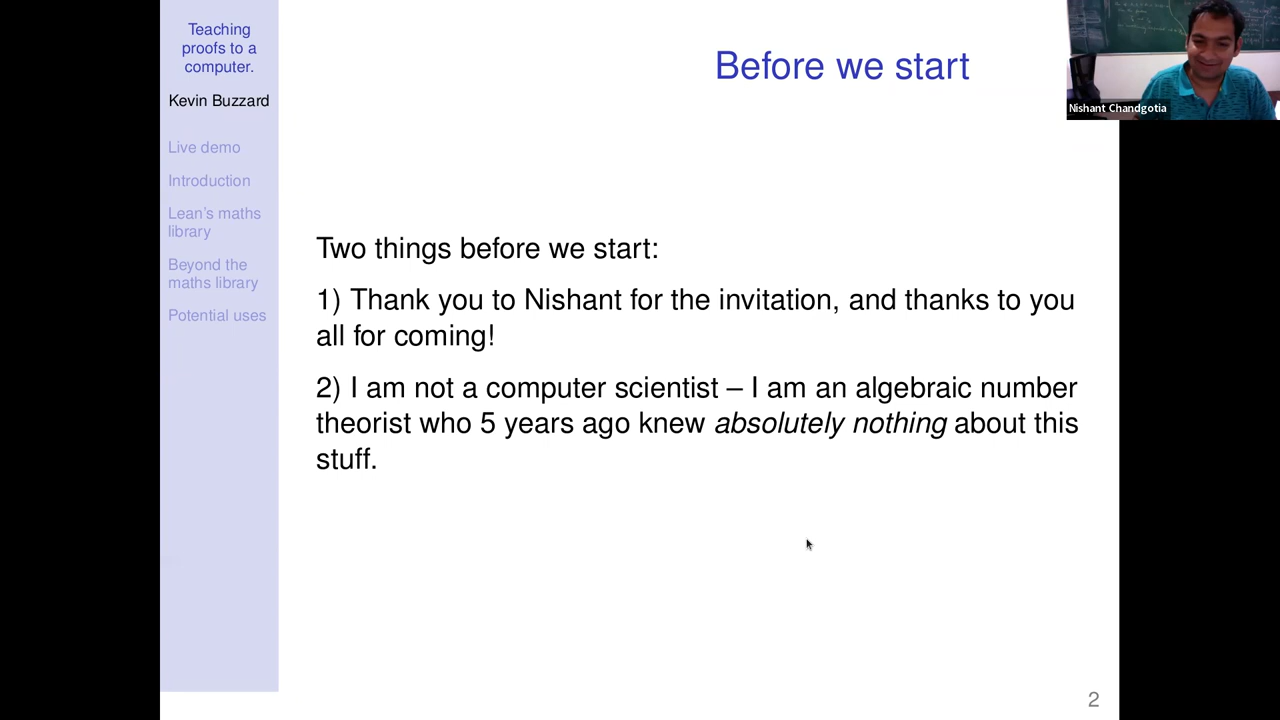 Teaching
proofs to a
computer.
Kevin Buzzard
Live demo
Introduction
Lean's maths
library
Beyond the
maths library
Potential uses
Before we start
Nishant Chandgotia
Two things before we start:
1) Thank you to Nishant for the invitation, and thanks to you
all for coming!
2) I am not a computer scientist – I am an algebraic number
theorist who 5 years ago knew absolutely nothing about this
stuff.
2